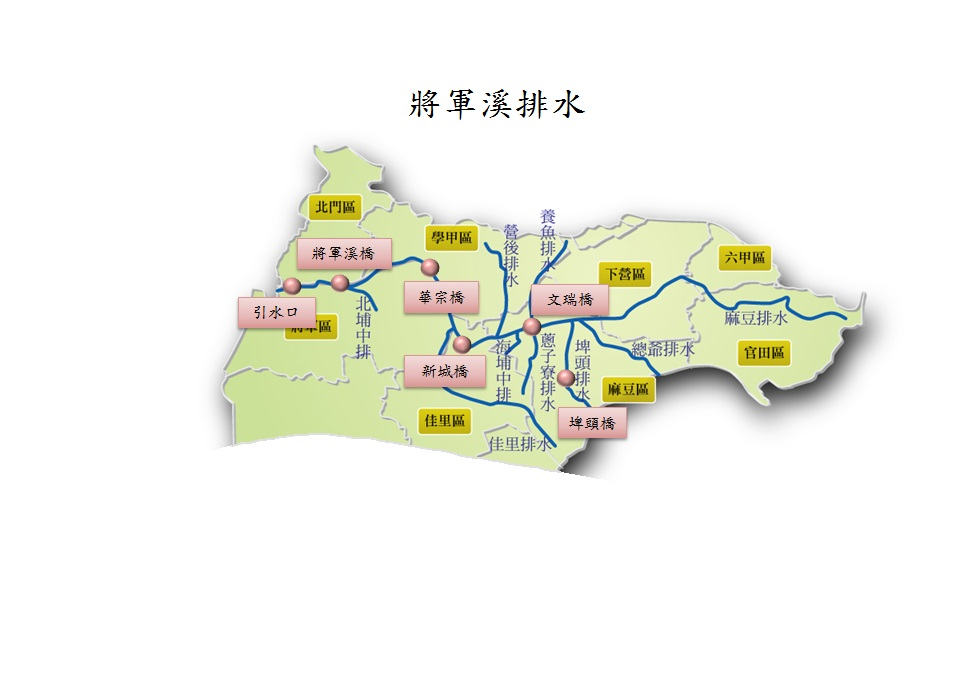 將軍溪排水
北門區
養魚排水
學甲區
營後排水
將軍溪橋
六甲區
下營區
華宗橋
文瑞橋
引水口
將軍區
北埔中排
麻豆排水
新城橋
海埔中排
蔥子寮排水
埤頭排水
總爺排水
官田區
麻豆區
佳里區
埤頭橋
佳里排水